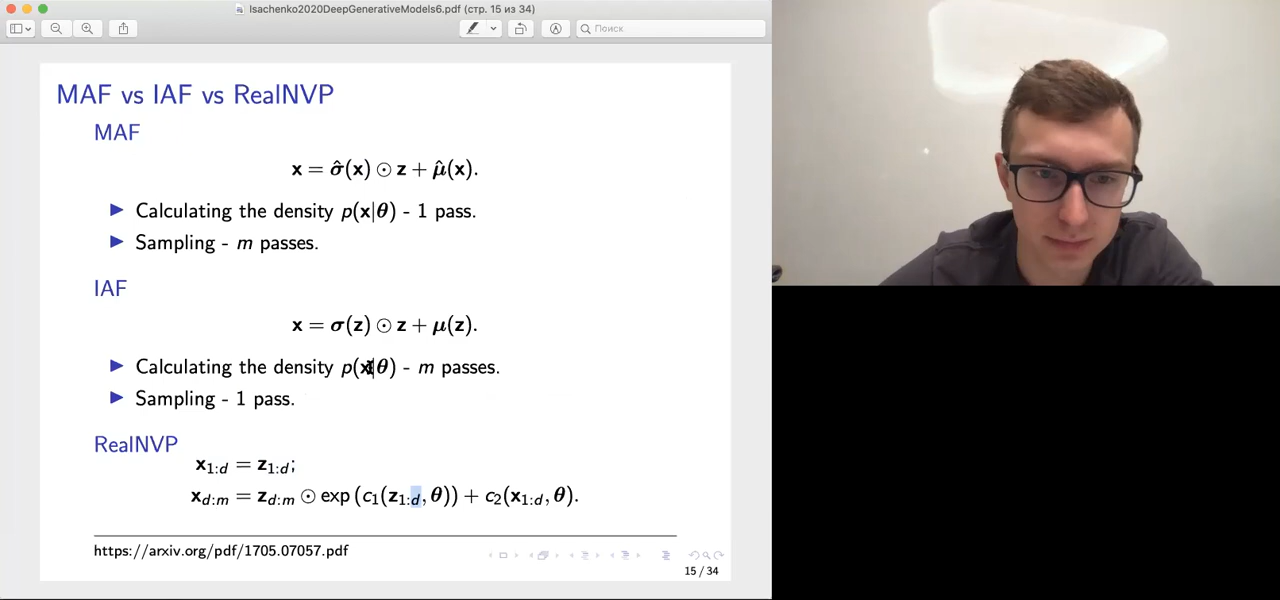 Isachenko2020DeepGenerativeModels6.pdf (стр. 15 из 34)
Поиск
MAF vs IAF vs RealNVP
MAF
x = σ̂(x) ⊙ z + μ̂(x).
▶ Calculating the density p(x|θ) - 1 pass.
▶ Sampling - m passes.
IAF
x = σ(z) ⊙ z + μ(z).
▶ Calculating the density p(x|θ) - m passes.
▶ Sampling - 1 pass.
RealNVP
x₁:d = z₁:d;
x_d:m = z_d:m ⊙ exp (c₁(z₁:d, θ)) + c₂(x₁:d, θ).
https://arxiv.org/pdf/1705.07057.pdf
15 / 34